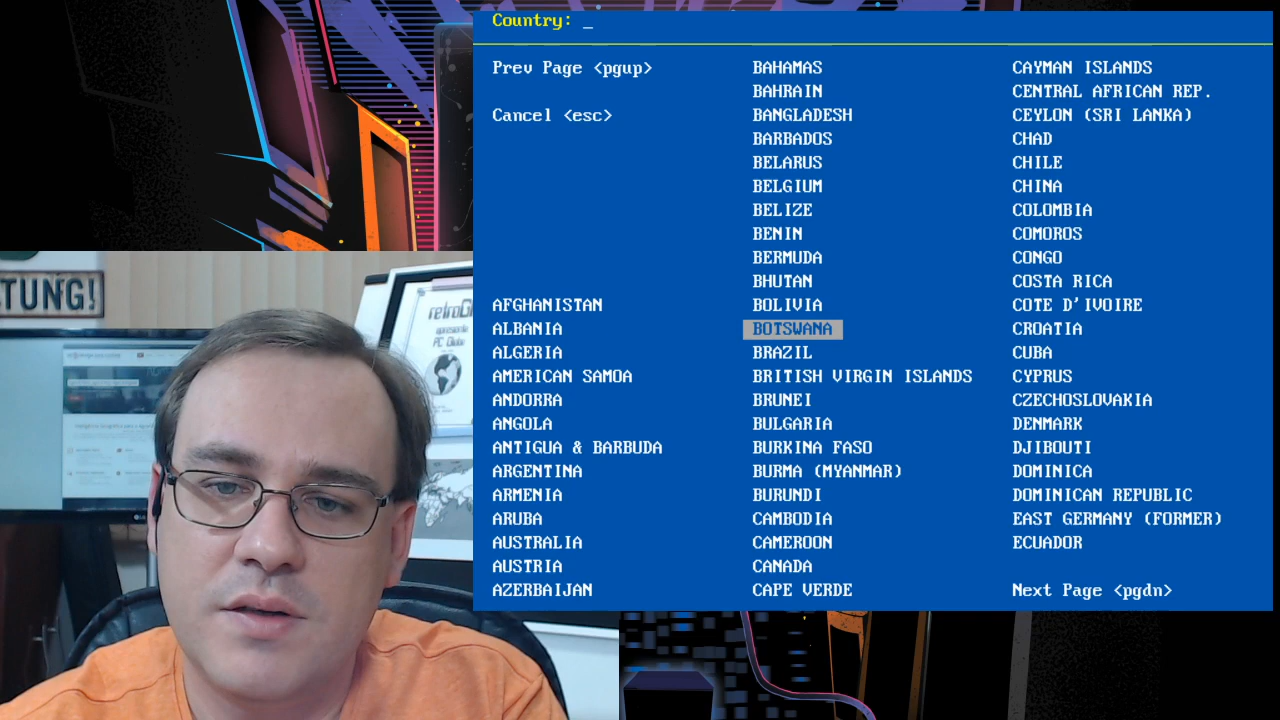 Country: _
Prev Page <pgup>
Cancel <esc>
AFGHANISTAN
ALBANIA
ALGERIA
AMERICAN SAMOA
ANDORRA
ANGOLA
ANTIGUA & BARBUDA
ARGENTINA
ARMENIA
ARUBA
AUSTRALIA
AUSTRIA
AZERBAIJAN
BAHAMAS
BAHRAIN
BANGLADESH
BARBADOS
BELARUS
BELGIUM
BELIZE
BENIN
BERMUDA
BHUTAN
BOLIVIA
BOTSWANA
BRAZIL
BRITISH VIRGIN ISLANDS
BRUNEI
BULGARIA
BURKINA FASO
BURMA (MYANMAR)
BURUNDI
CAMBODIA
CAMEROON
CANADA
CAPE VERDE
CAYMAN ISLANDS
CENTRAL AFRICAN REP.
CEYLON (SRI LANKA)
CHAD
CHILE
CHINA
COLOMBIA
COMOROS
CONGO
COSTA RICA
COTE D'IVOIRE
CROATIA
CUBA
CYPRUS
CZECHOSLOVAKIA
DENMARK
DJIBOUTI
DOMINICA
DOMINICAN REPUBLIC
EAST GERMANY (FORMER)
ECUADOR
Next Page <pgdn>
TUNG!
PC Globe